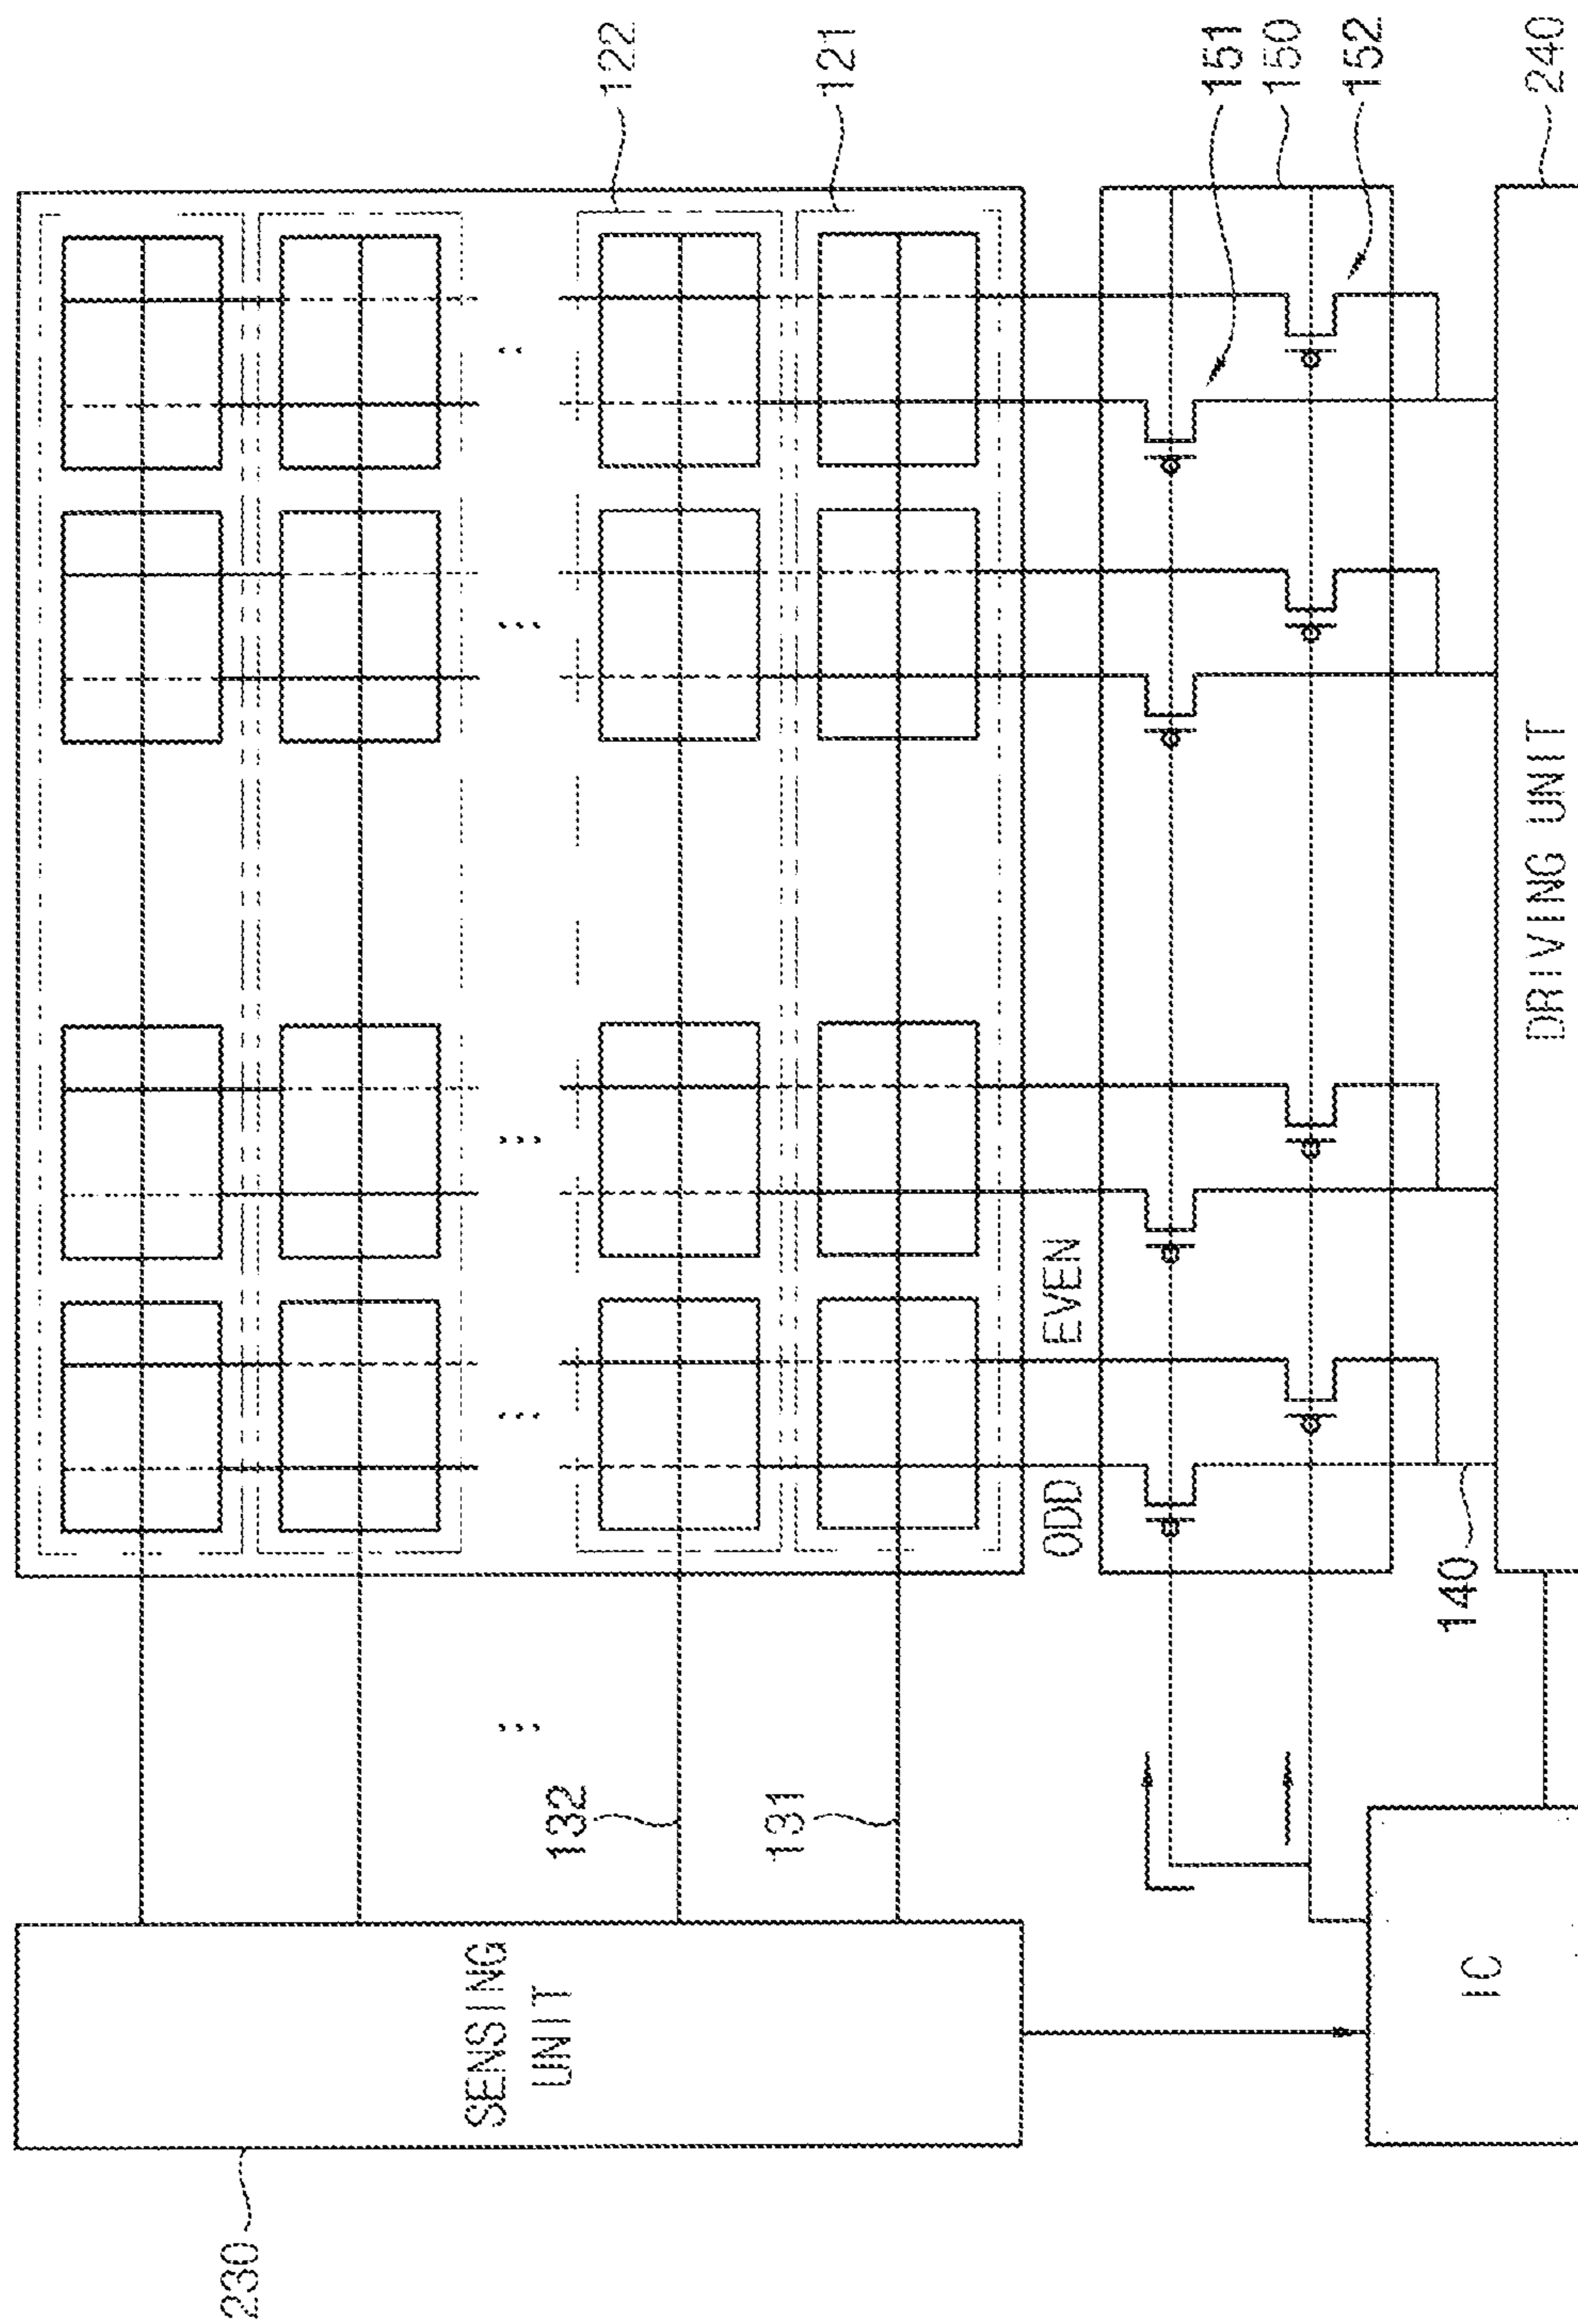 122
121
151
150
152
240
DRIVING UNIT
EVEN
ODD
140
132
131
SENSING
UNIT
IC
230